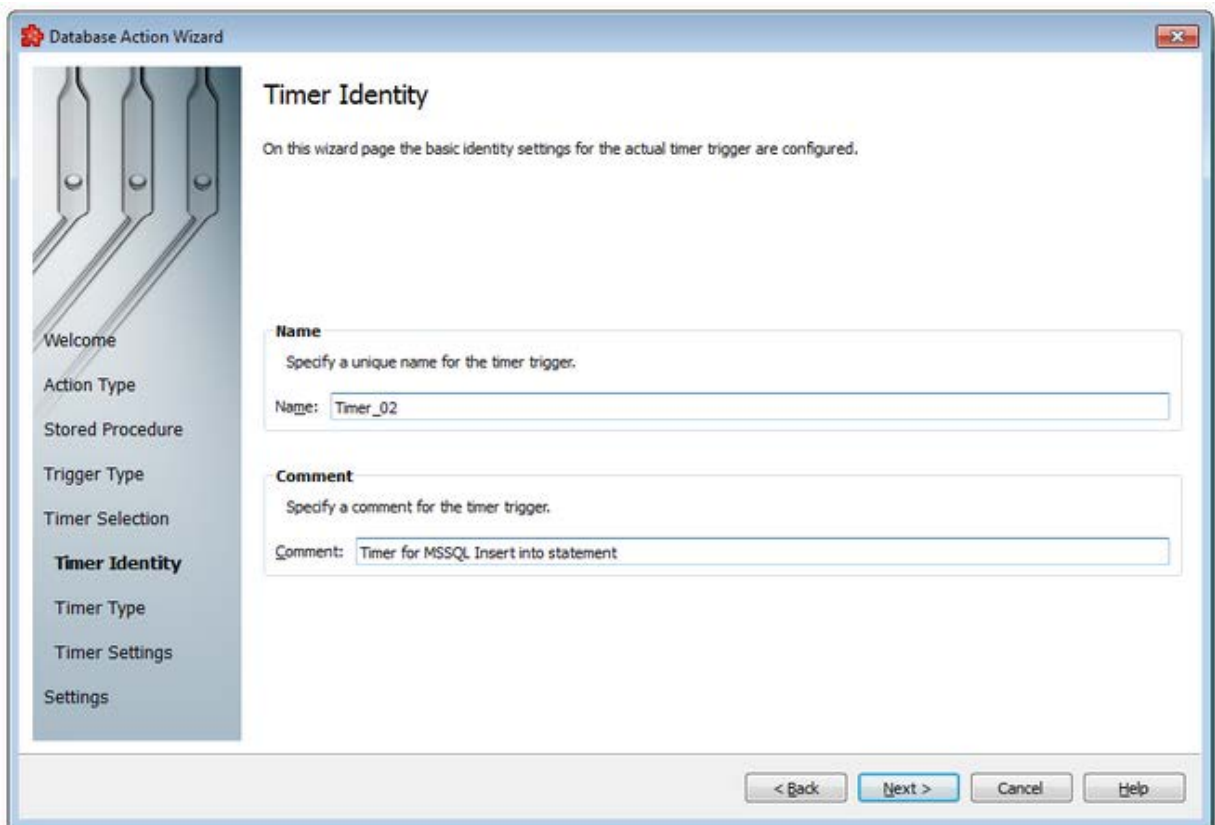 Database Action Wizard
Timer Identity
On this wizard page the basic identity settings for the actual timer trigger are configured.
Welcome
Action Type
Stored Procedure
Trigger Type
Timer Selection
Timer Identity
Timer Type
Timer Settings
Settings
Name
Specify a unique name for the timer trigger.
Name: Timer_02
Comment
Specify a comment for the timer trigger.
Comment: Timer for MSSQL Insert into statement
< Back Next > Cancel Help